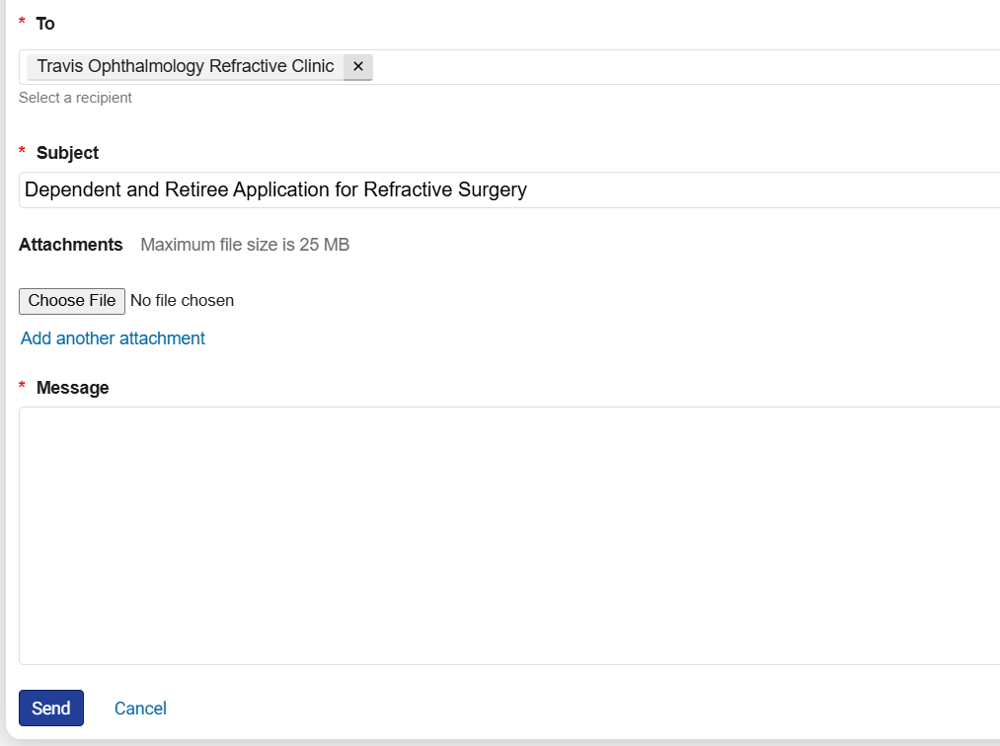 * To
Travis Ophthalmology Refractive Clinic ×
Select a recipient
* Subject
Dependent and Retiree Application for Refractive Surgery
Attachments Maximum file size is 25 MB
Choose File No file chosen
Add another attachment
* Message
Send Cancel